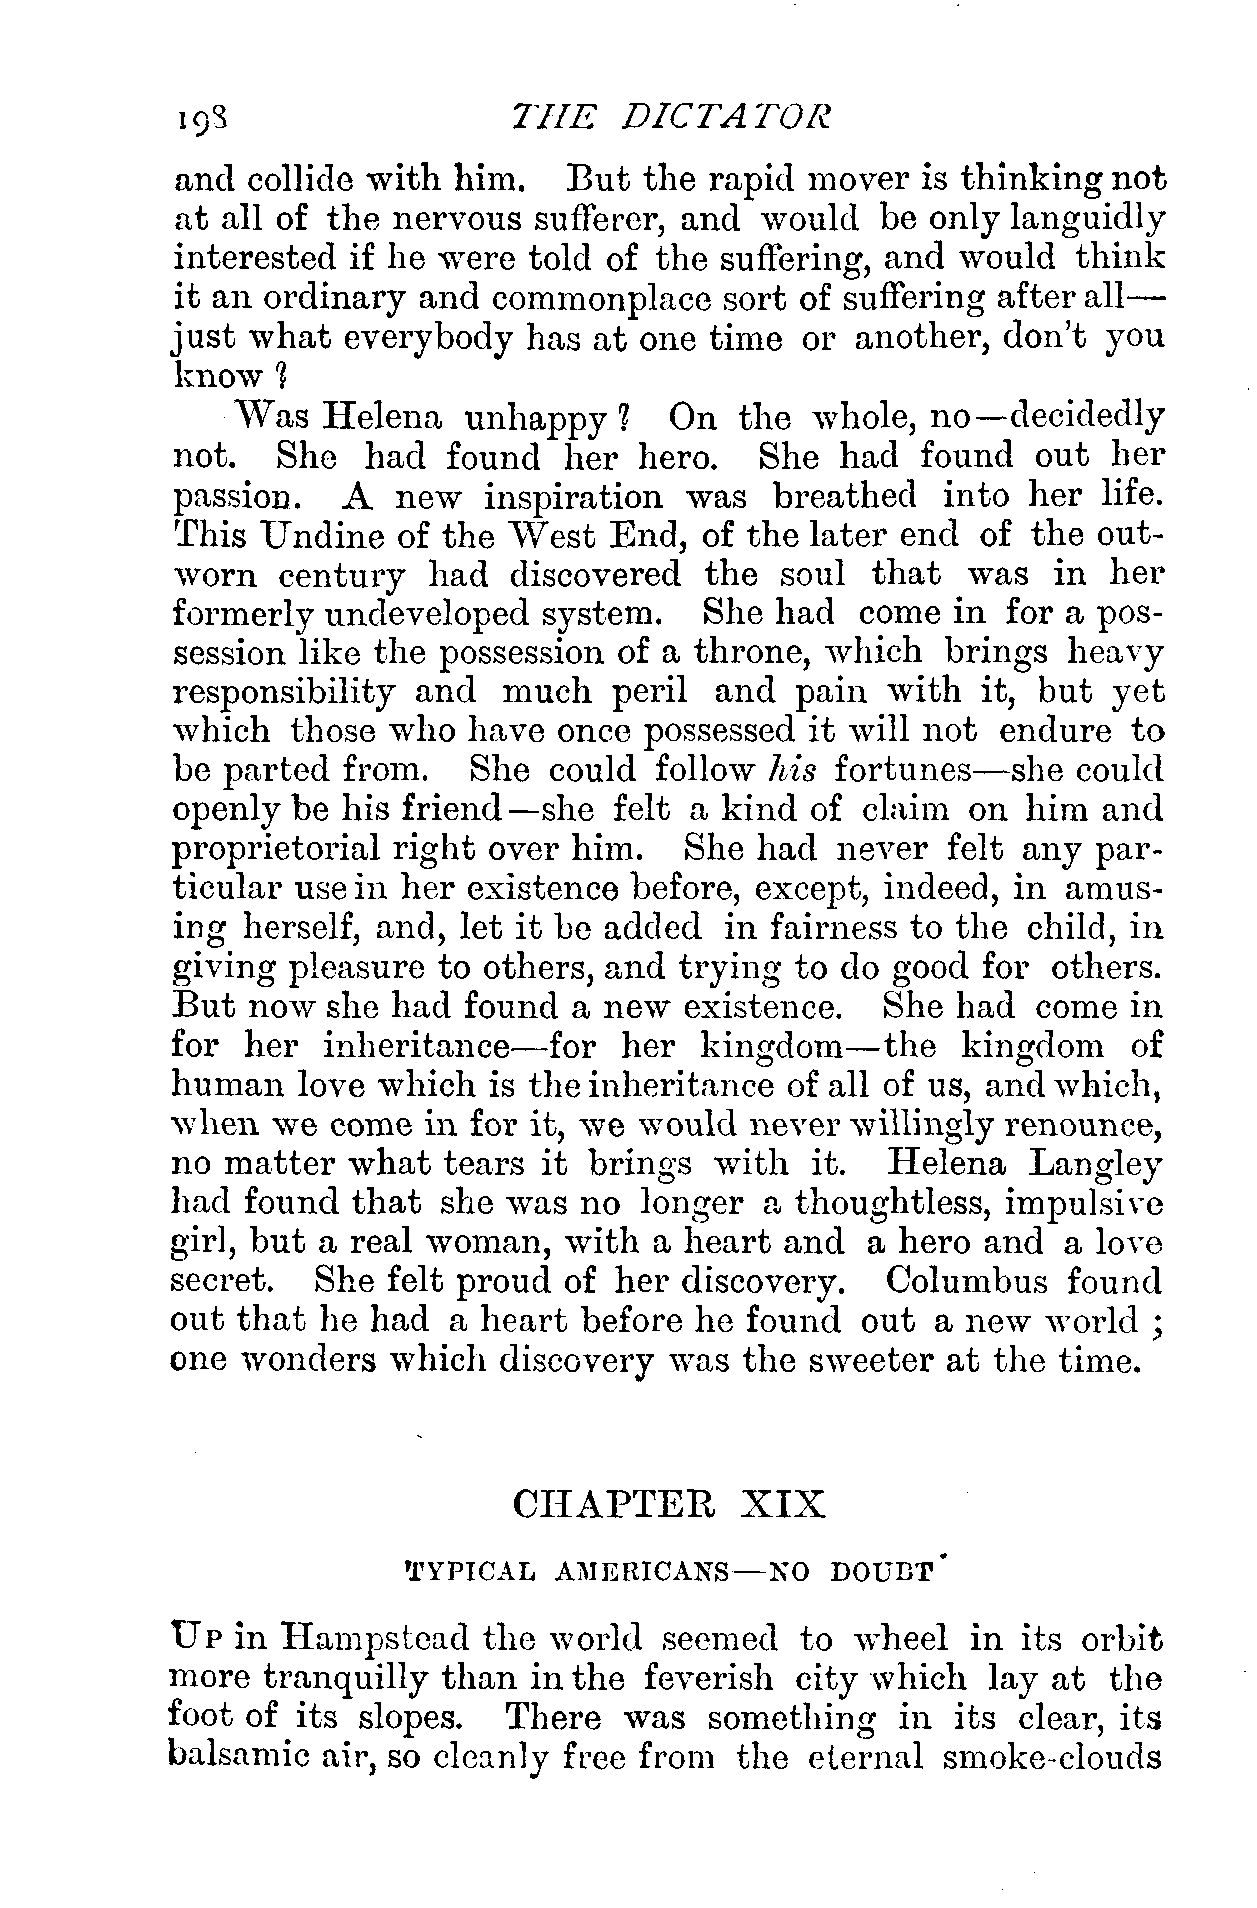 198 THE DICTATOR
and collide with him. But the rapid mover is thinking not
at all of the nervous sufferer, and would be only languidly
interested if he were told of the suffering, and would think
it an ordinary and commonplace sort of suffering after all—
just what everybody has at one time or another, don't you
know ?
Was Helena unhappy ? On the whole, no—decidedly
not. She had found her hero. She had found out her
passion. A new inspiration was breathed into her life.
This Undine of the West End, of the later end of the out-
worn century had discovered the soul that was in her
formerly undeveloped system. She had come in for a pos-
session like the possession of a throne, which brings heavy
responsibility and much peril and pain with it, but yet
which those who have once possessed it will not endure to
be parted from. She could follow his fortunes—she could
openly be his friend—she felt a kind of claim on him and
proprietorial right over him. She had never felt any par-
ticular use in her existence before, except, indeed, in amus-
ing herself, and, let it be added in fairness to the child, in
giving pleasure to others, and trying to do good for others.
But now she had found a new existence. She had come in
for her inheritance—for her kingdom—the kingdom of
human love which is the inheritance of all of us, and which,
when we come in for it, we would never willingly renounce,
no matter what tears it brings with it. Helena Langley
had found that she was no longer a thoughtless, impulsive
girl, but a real woman, with a heart and a hero and a love
secret. She felt proud of her discovery. Columbus found
out that he had a heart before he found out a new world ;
one wonders which discovery was the sweeter at the time.
CHAPTER XIX
TYPICAL AMERICANS—NO DOUBT
UP in Hampstead the world seemed to wheel in its orbit
more tranquilly than in the feverish city which lay at the
foot of its slopes. There was something in its clear, its
balsamic air, so cleanly free from the eternal smoke-clouds